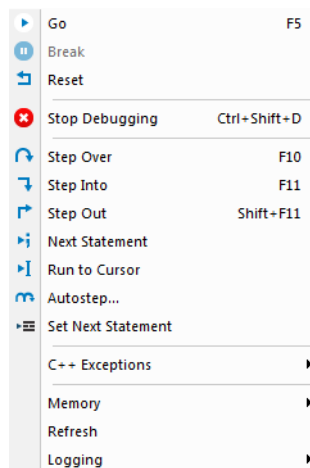 Go F5
Break
Reset
Stop Debugging Ctrl+Shift+D
Step Over F10
Step Into F11
Step Out Shift+F11
Next Statement
Run to Cursor
Autostep...
Set Next Statement
C++ Exceptions
Memory
Refresh
Logging